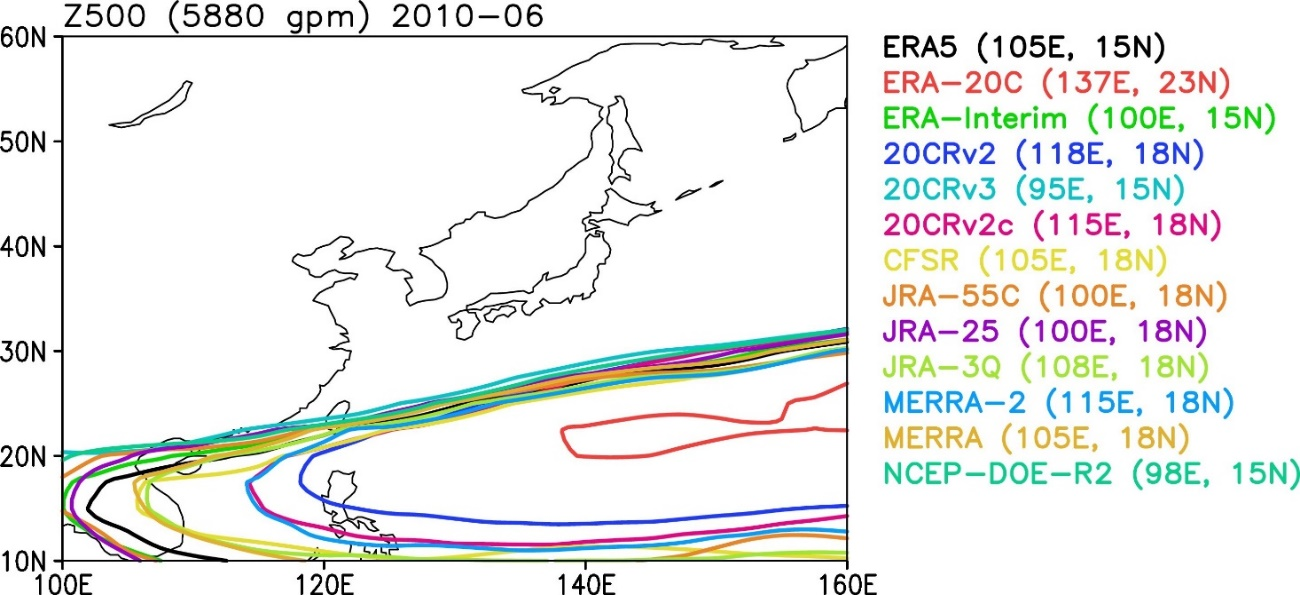 Z500 (5880 gpm) 2010-06
60N
50N
40N
30N
20N
10N
100E
120E
140E
160E
ERA5 (105E, 15N)
ERA-20C (137E, 23N)
ERA-Interim (100E, 15N)
20CRv2 (118E, 18N)
20CRv3 (95E, 15N)
20CRv2c (115E, 18N)
CFSR (105E, 18N)
JRA-55C (100E, 18N)
JRA-25 (100E, 18N)
JRA-3Q (108E, 18N)
MERRA-2 (115E, 18N)
MERRA (105E, 18N)
NCEP-DOE-R2 (98E, 15N)